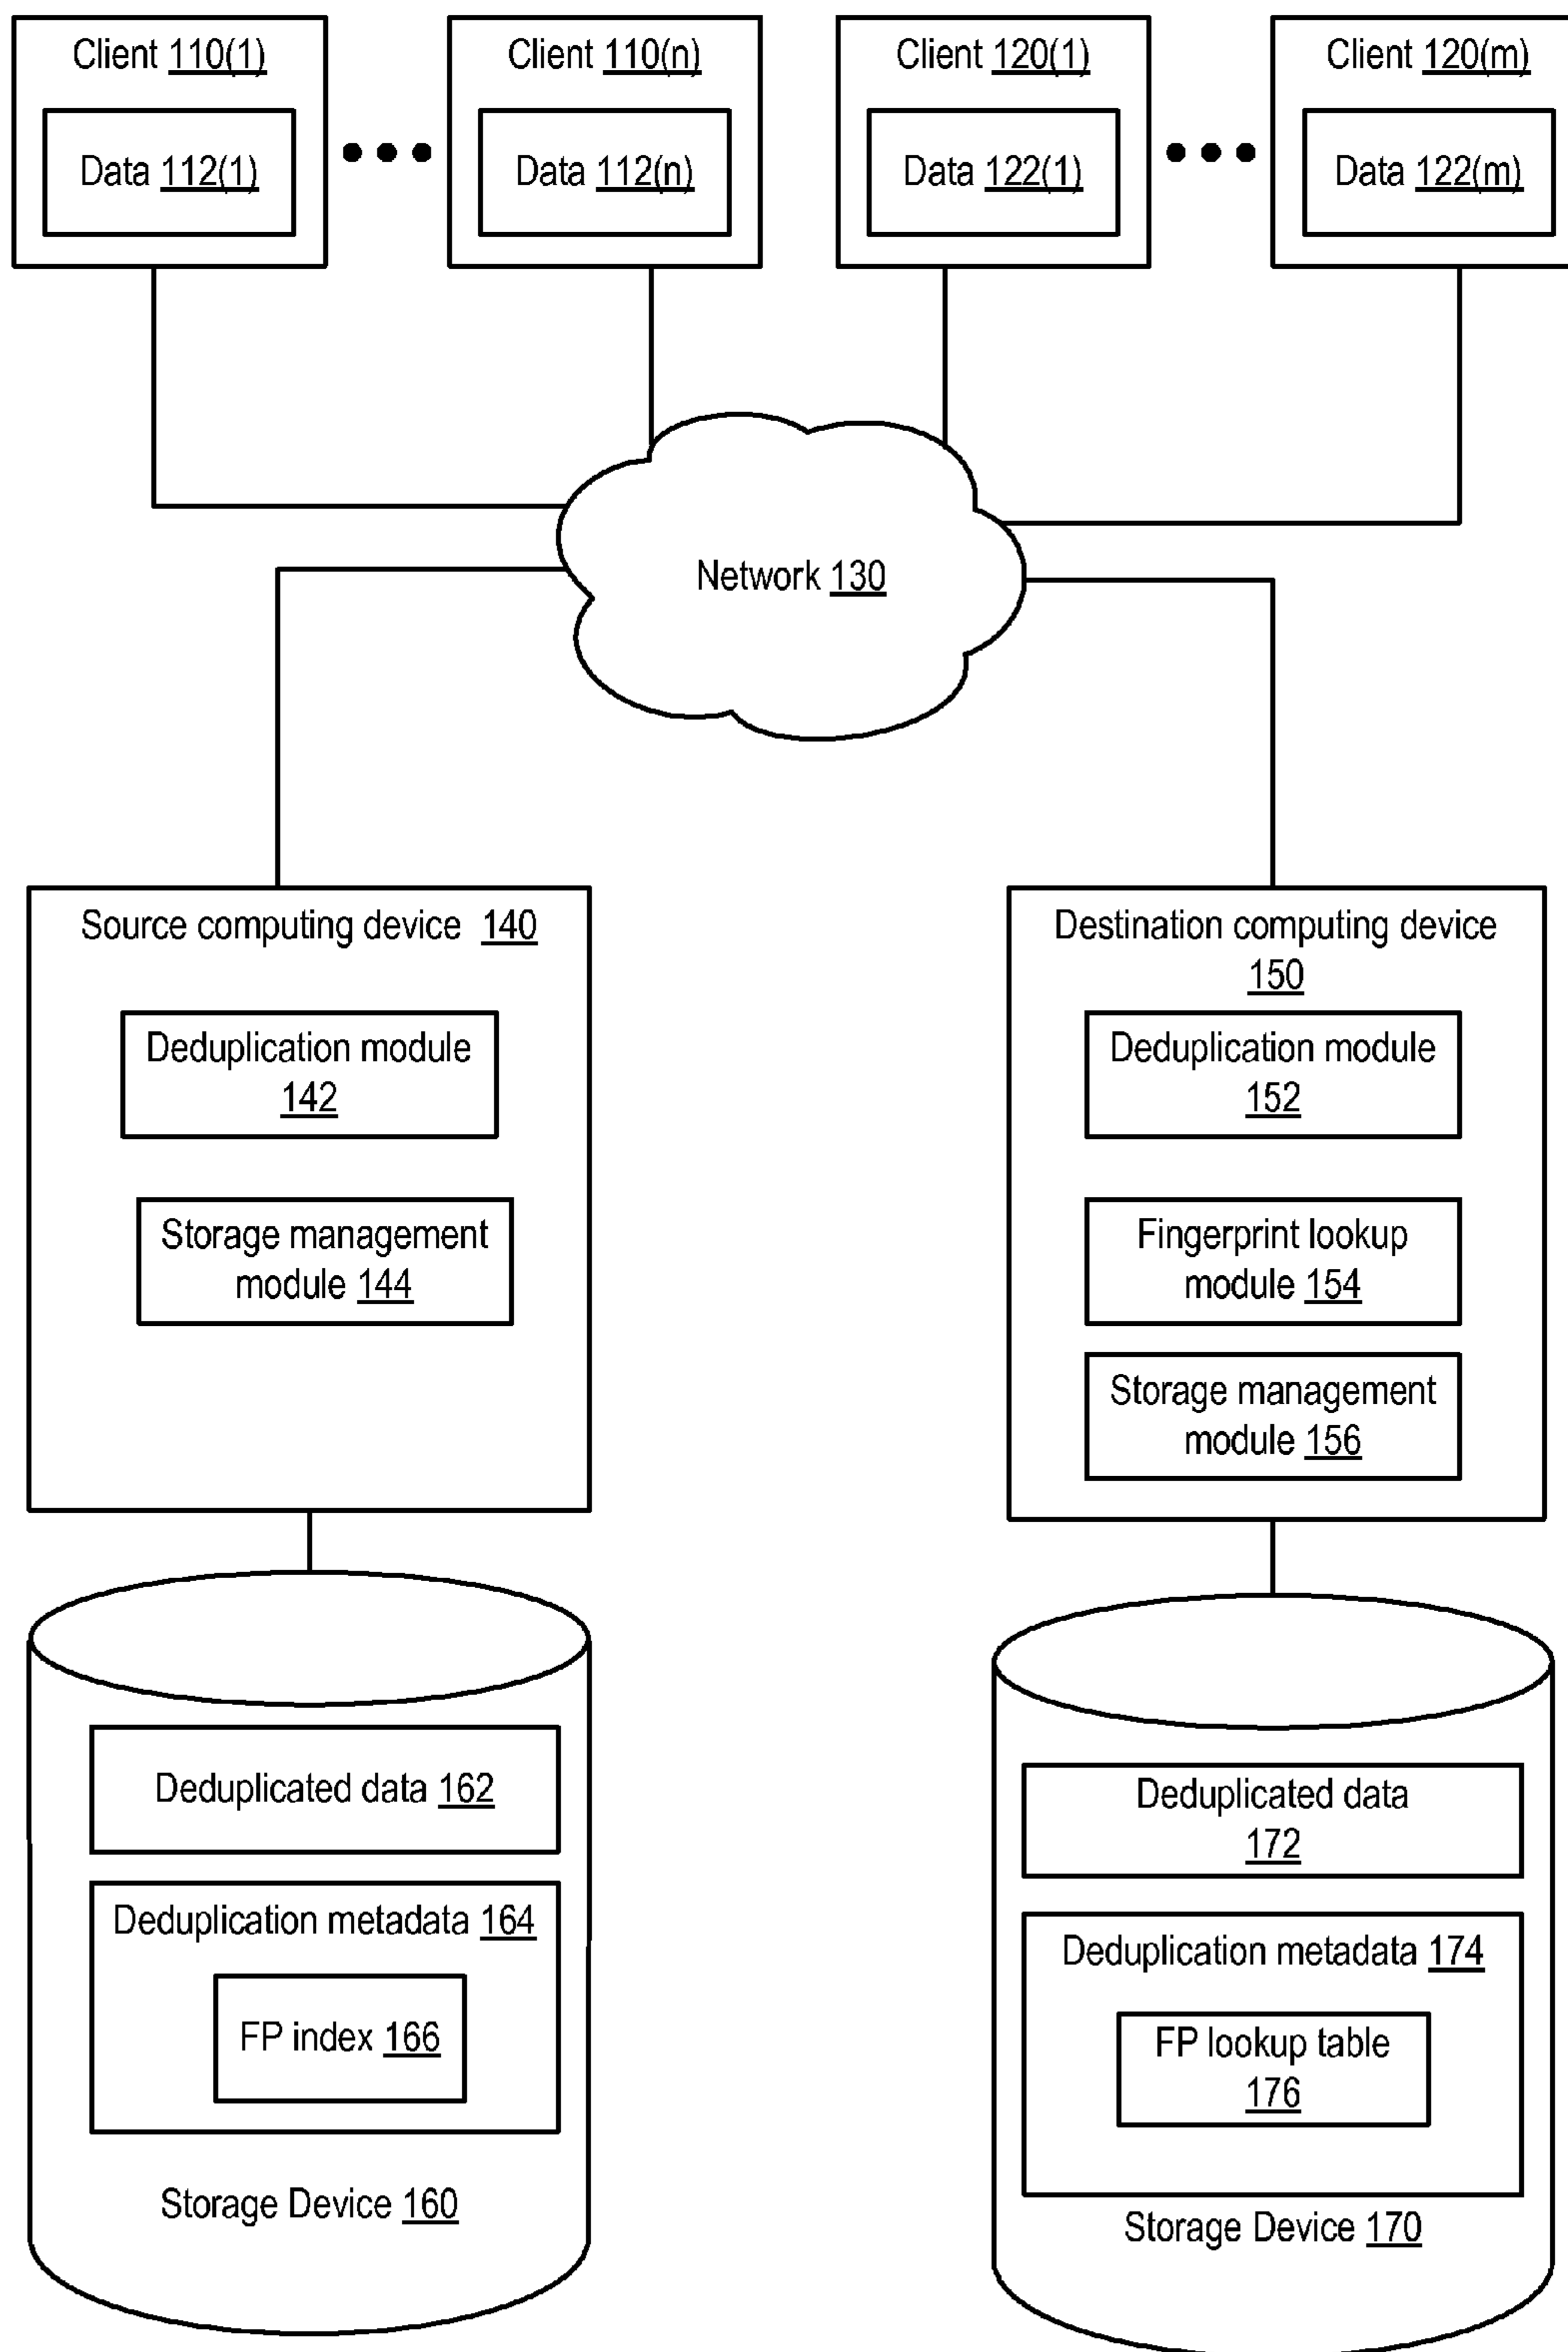 Client 110(1)
Data 112(1)
Client 110(n)
Data 112(n)
Client 120(1)
Data 122(1)
Client 120(m)
Data 122(m)
Network 130
Source computing device 140
Deduplication module
142
Storage management
module 144
Destination computing device
150
Deduplication module
152
Fingerprint lookup
module 154
Storage management
module 156
Deduplicated data 162
Deduplication metadata 164
FP index 166
Storage Device 160
Deduplicated data
172
Deduplication metadata 174
FP lookup table
176
Storage Device 170